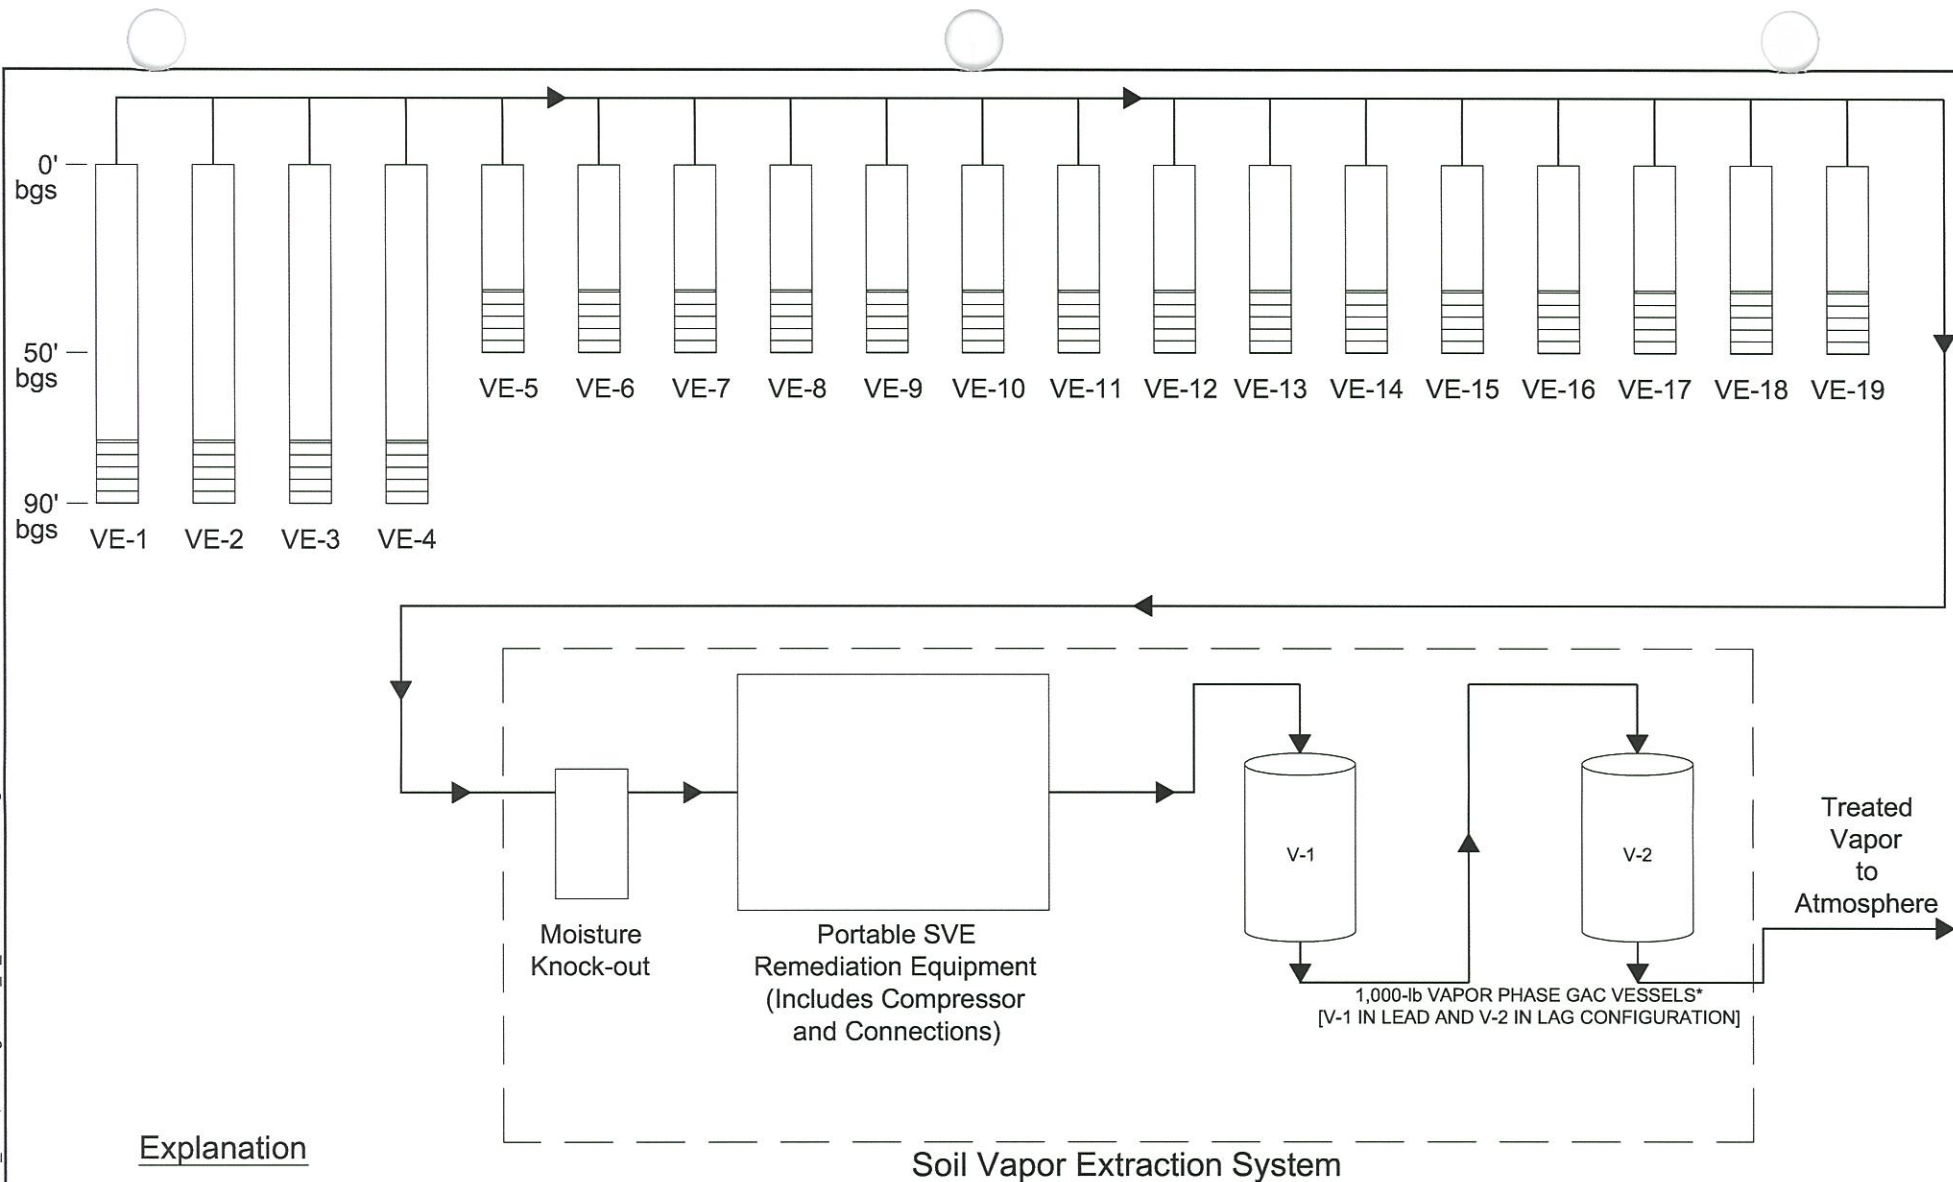 0'
bgs
50'
bgs
90'
bgs
VE-1
VE-2
VE-3
VE-4
VE-5
VE-6
VE-7
VE-8
VE-9
VE-10
VE-11
VE-12
VE-13
VE-14
VE-15
VE-16
VE-17
VE-18
VE-19
Moisture
Knock-out
Portable SVE
Remediation Equipment
(Includes Compressor
and Connections)
V-1
V-2
1,000-lb VAPOR PHASE GAC VESSELS*
[V-1 IN LEAD AND V-2 IN LAG CONFIGURATION]
Treated
Vapor
to
Atmosphere
Explanation
Soil Vapor Extraction System